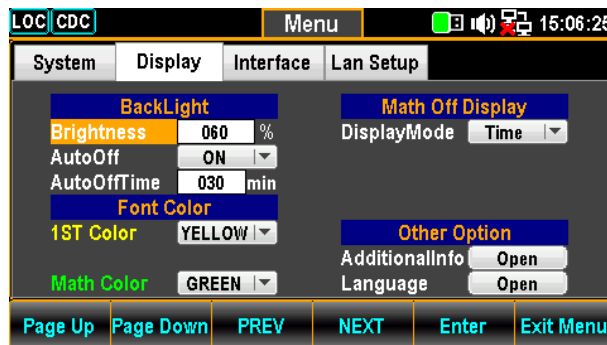 LOC CDC Menu 15:06:25
System Display Interface Lan Setup
BackLight Math Off Display
Brightness 060 % DisplayMode Time
AutoOff ON
AutoOffTime 030 min
Font Color
1ST Color YELLOW Other Option
AdditionalInfo Open
Math Color GREEN Language Open
Page Up Page Down PREV NEXT Enter Exit Menu